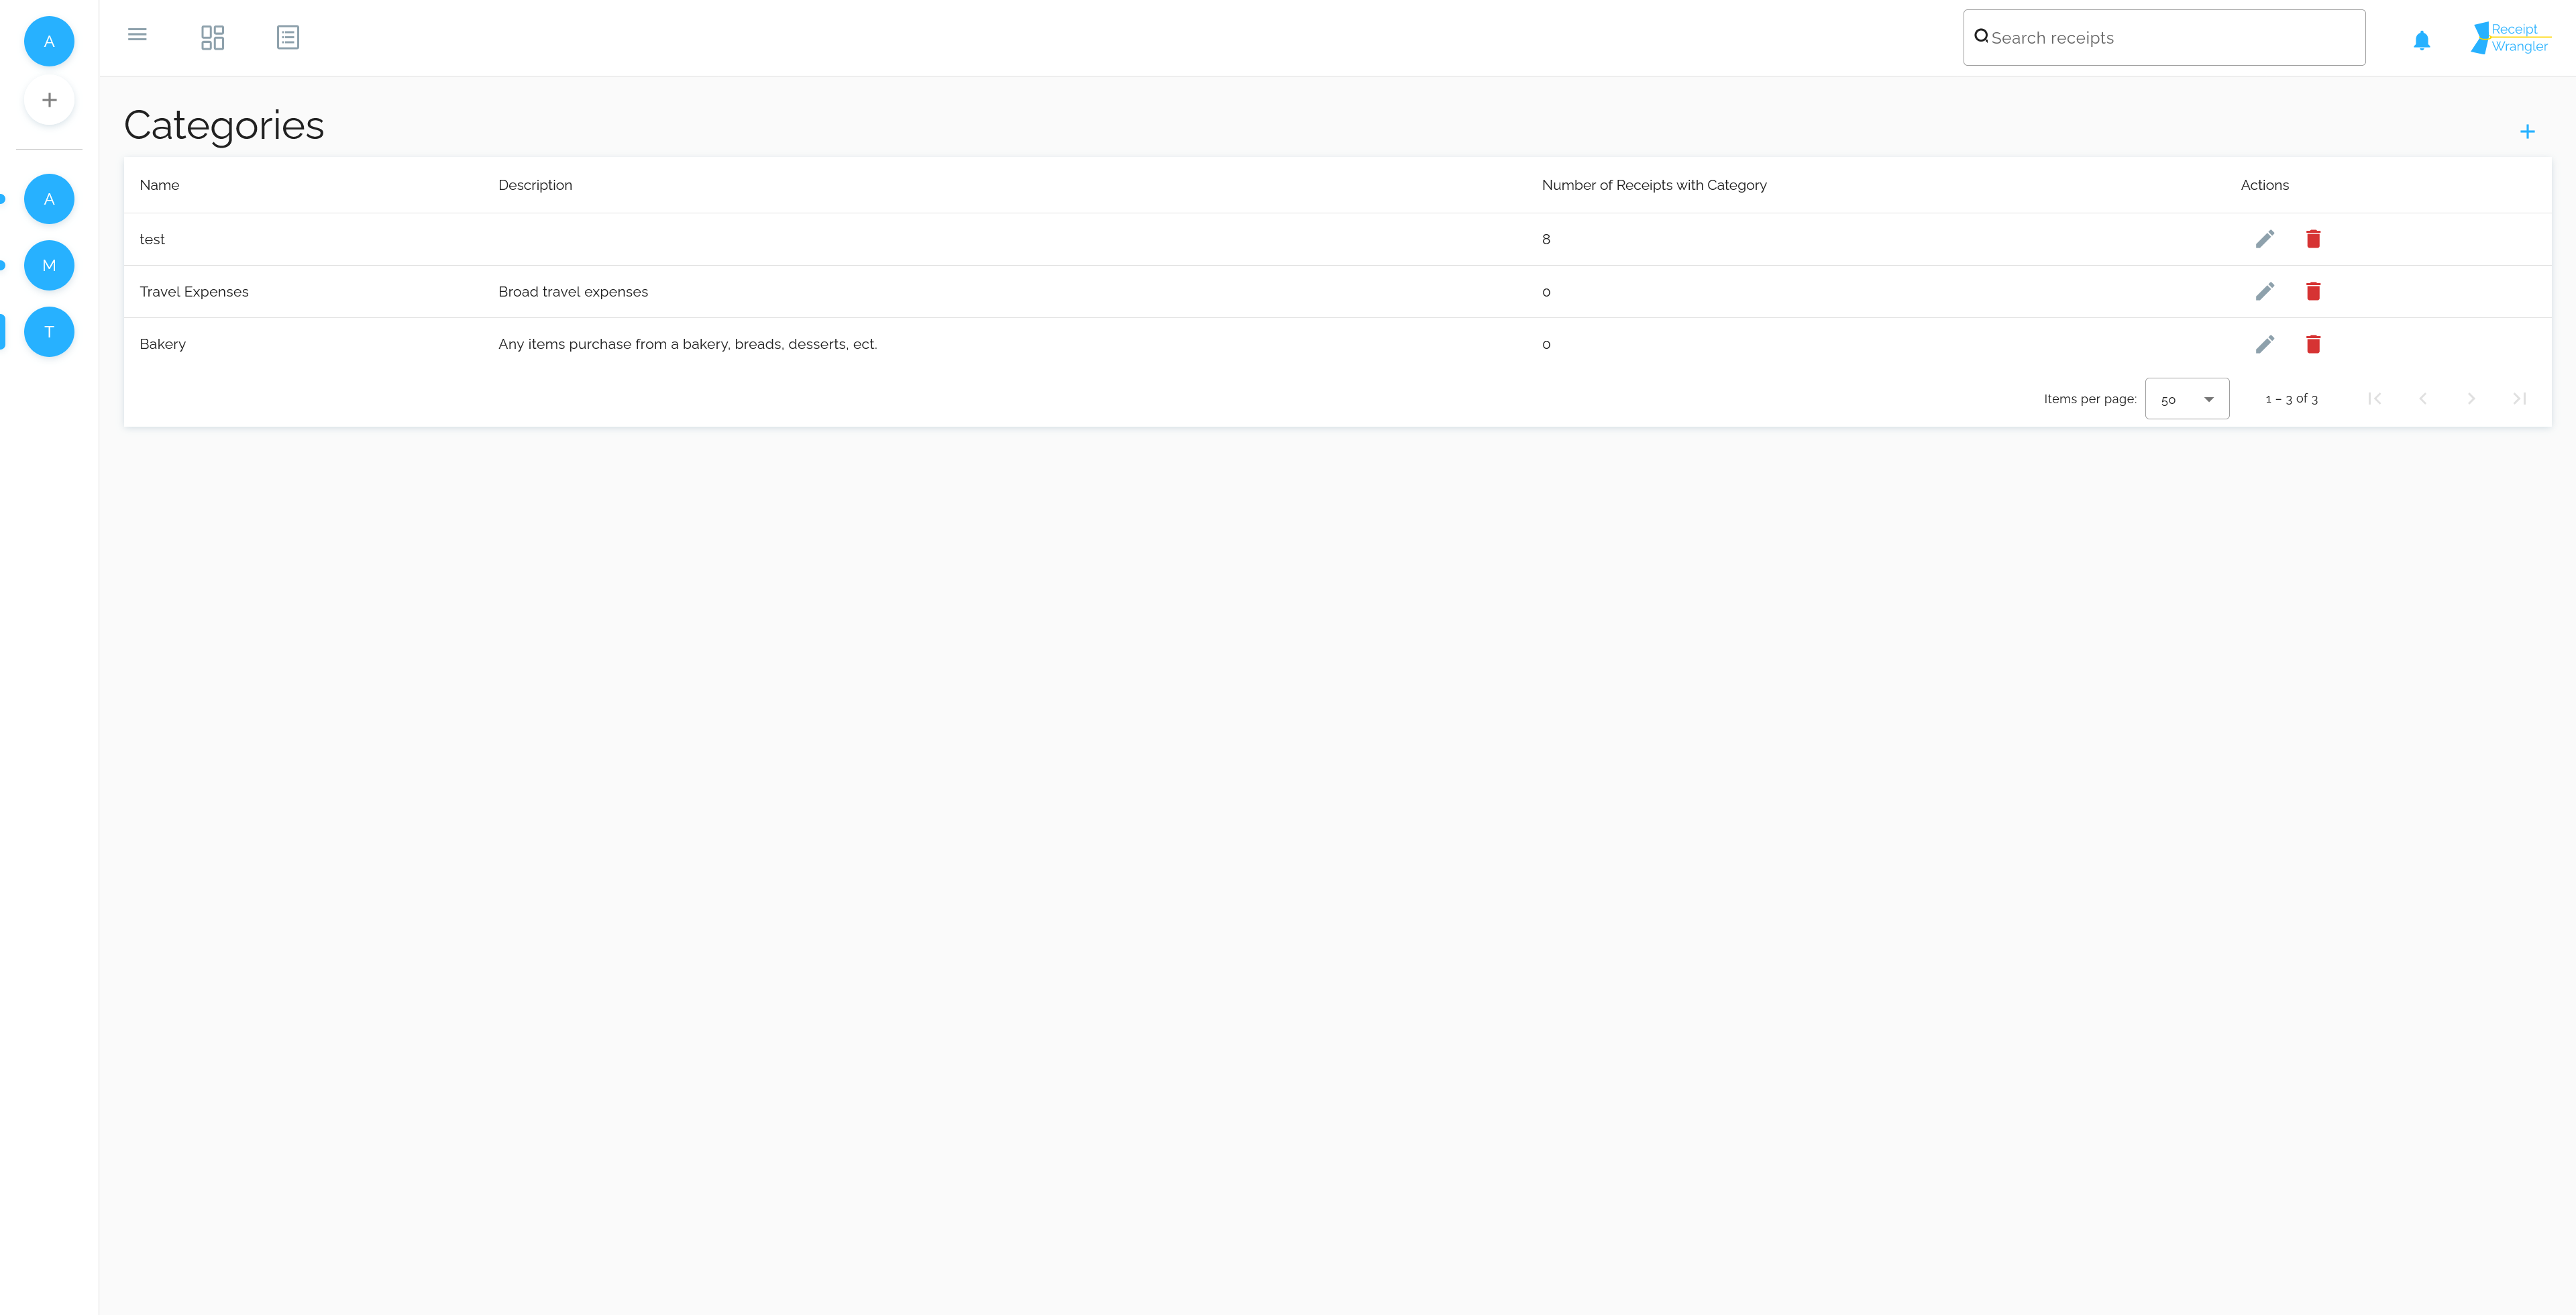 A
Search receipts
Receipt
Wrangler
Categories
Name Description Number of Receipts with Category Actions
A
test 8
M
Travel Expenses Broad travel expenses 0
T
Bakery Any items purchase from a bakery, breads, desserts, ect. 0
Items per page: 50 1 – 3 of 3